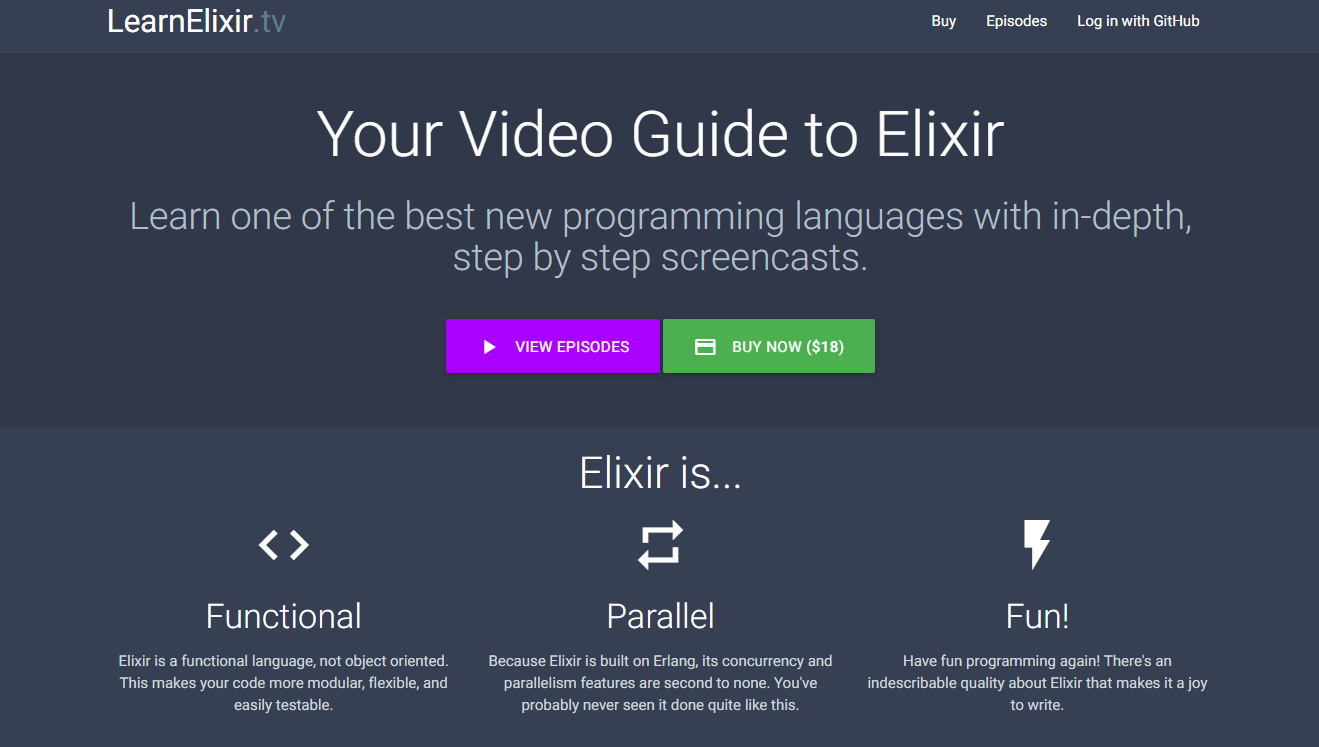 LearnElixir.tv
Buy
Episodes
Log in with GitHub
Your Video Guide to Elixir
Learn one of the best new programming languages with in-depth,
step by step screencasts.
VIEW EPISODES
BUY NOW ($18)
Elixir is...
Functional
Elixir is a functional language, not object oriented.
This makes your code more modular, flexible, and
easily testable.
Parallel
Because Elixir is built on Erlang, its concurrency and
parallelism features are second to none. You've
probably never seen it done quite like this.
Fun!
Have fun programming again! There's an
indescribable quality about Elixir that makes it a joy
to write.